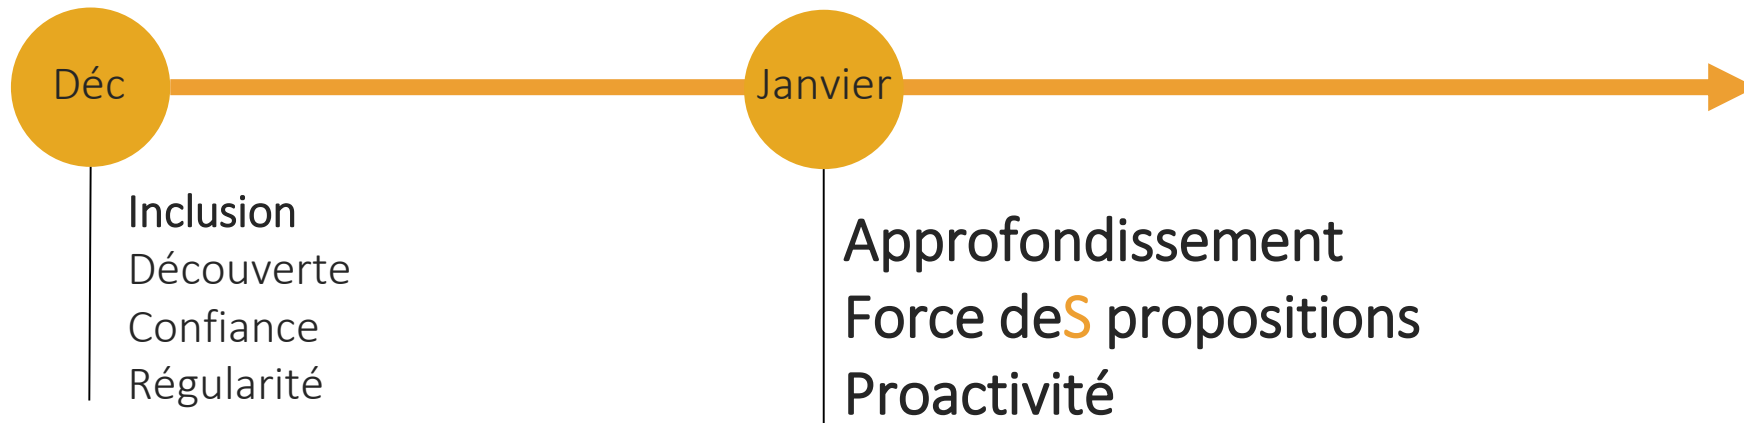 Déc
Janvier
Inclusion
Découverte
Confiance
Régularité
Approfondissement
Force deS propositions
Proactivité